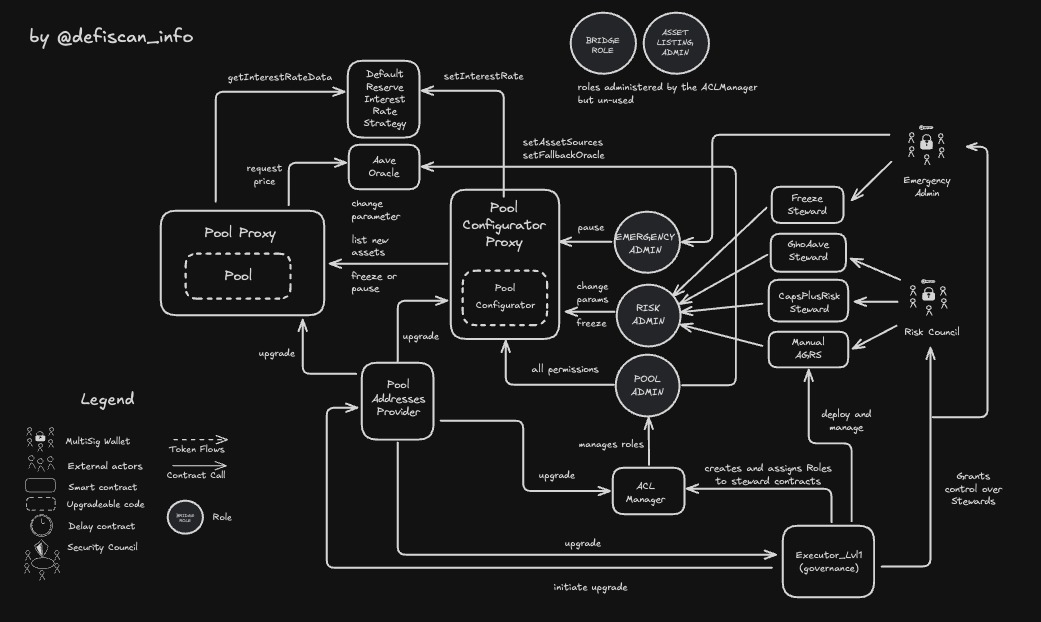 by @defiscan_info
BRIDGE
ROLE
ASSET
LISTING
ADMIN
roles administered by the ACLManager
but un-used
getInterestRateData
Default
Reserve
Interest
Rate
Strategy
setInterestRate
setAssetSources
setFallbackOracle
request
price
Aave
Oracle
Emergency
Admin
change
parameter
list new
assets
freeze or
pause
Pool Proxy
Pool
Pool
Configurator
Proxy
Pool
Configurator
pause
EMERGENCY
ADMIN
change
params
freeze
RISK
ADMIN
all permissions
POOL
ADMIN
Freeze
Steward
GhoAave
Steward
CapsPlusRisk
Steward
Manual
AGRS
Risk Council
upgrade
upgrade
Pool
Addresses
Provider
manages roles
deploy and
manage
upgrade
ACL
Manager
creates and assigns Roles
to steward contracts
Grants
control over
Stewards
upgrade
Executor_Lvl1
(governance)
initiate upgrade
Legend
MultiSig Wallet
Token Flows
External actors
Contract Call
Smart contract
Upgradeable code
BRIDGE
ROLE
Role
Delay contract
Security Council